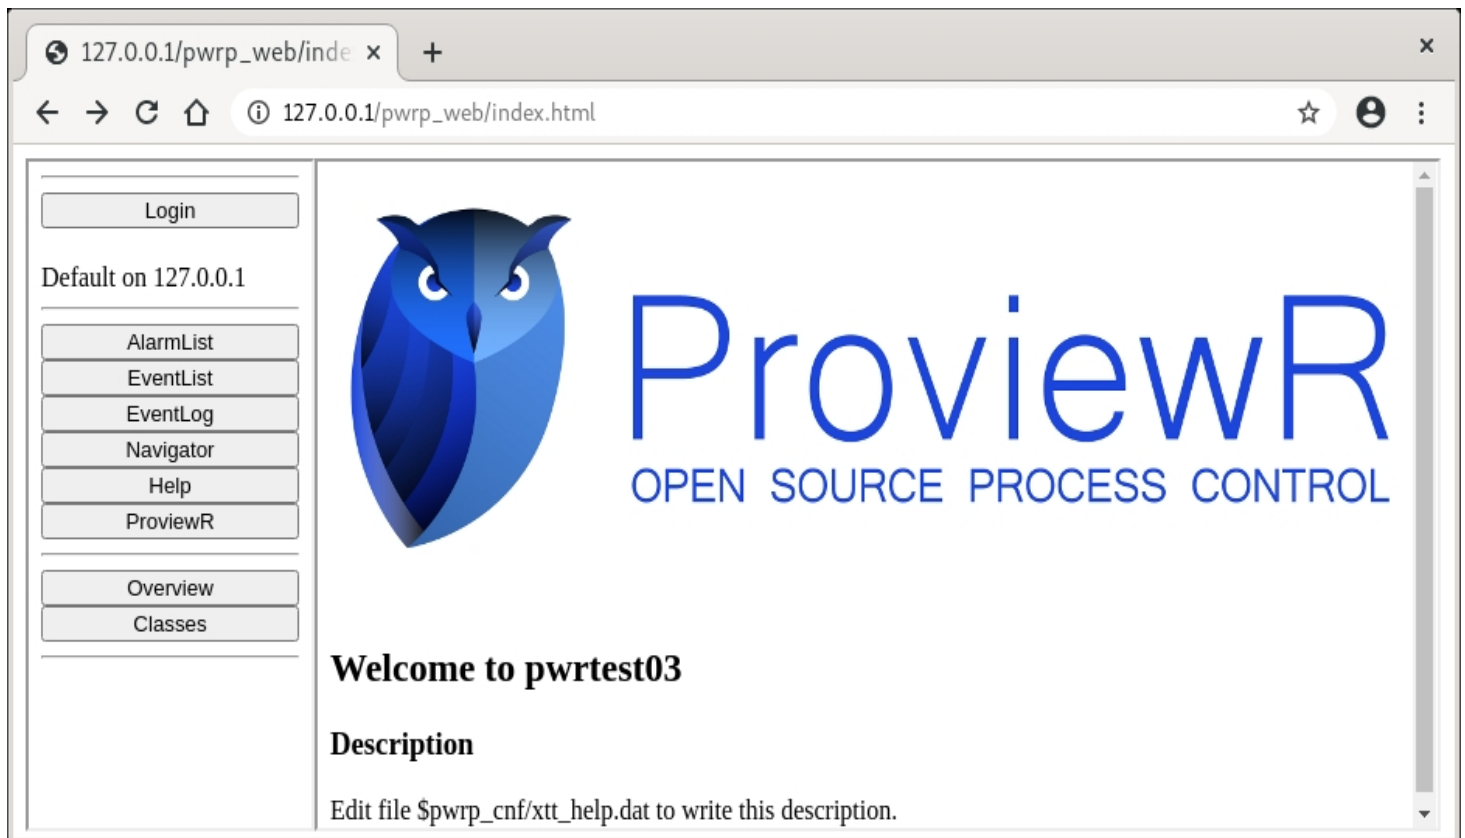 127.0.0.1/pwrp_web/inde
127.0.0.1/pwrp_web/index.html
Login
Default on 127.0.0.1
AlarmList
EventList
EventLog
Navigator
Help
ProviewR
Overview
Classes
ProviewR
OPEN SOURCE PROCESS CONTROL
Welcome to pwrtest03
Description
Edit file $pwrp_cnf/xtt_help.dat to write this description.